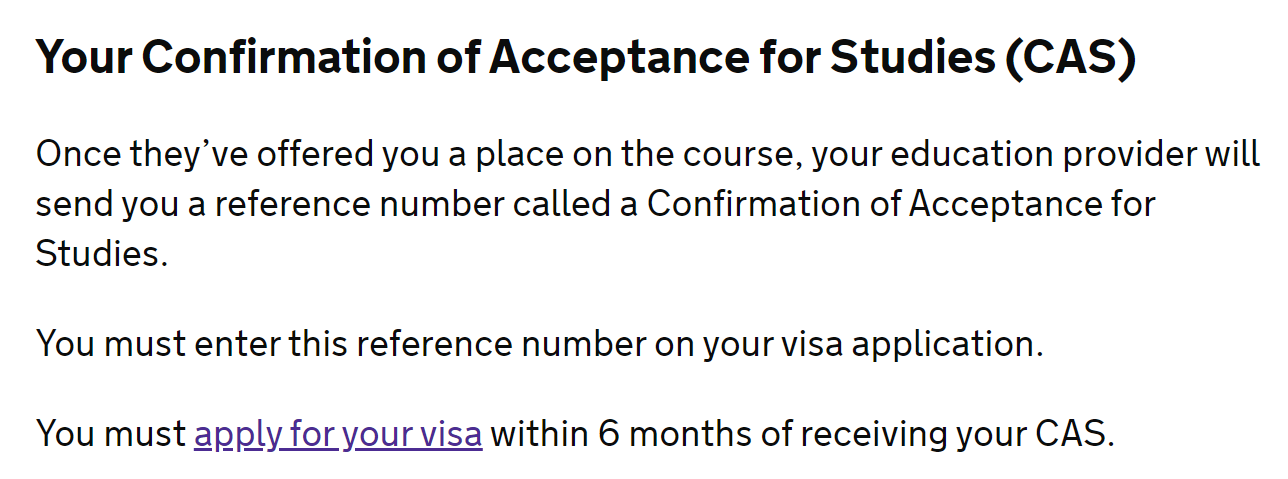 Your Confirmation of Acceptance for Studies (CAS)
Once they’ve offered you a place on the course, your education provider will
send you a reference number called a Confirmation of Acceptance for
Studies.
You must enter this reference number on your visa application.
You must apply for your visa within 6 months of receiving your CAS.